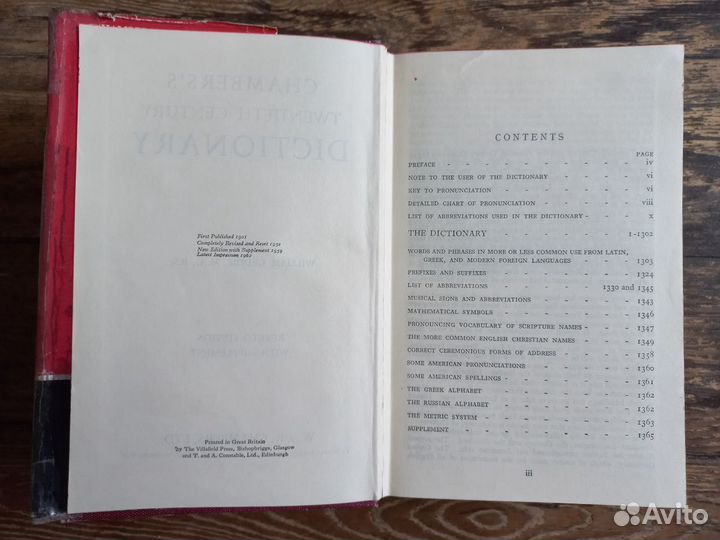 CHAMBERS'S
TWENTIETH CENTURY
DICTIONARY
First Published 1901
Completely Revised and Reset 1952
New Edition with Supplement 1959
Latest Impression 1962
Printed in Great Britain
by The Villafield Press, Bishopbriggs, Glasgow
and T. and A. Constable, Ltd., Edinburgh
CONTENTS
PAGE
PREFACE - - - - - - - - - - iv
NOTE TO THE USER OF THE DICTIONARY - - - - vi
KEY TO PRONUNCIATION - - - - - - - vi
DETAILED CHART OF PRONUNCIATION - - - - - viii
LIST OF ABBREVIATIONS USED IN THE DICTIONARY - - - x
THE DICTIONARY - - - - - - - 1-1302
WORDS AND PHRASES IN MORE OR LESS COMMON USE FROM LATIN,
GREEK, AND MODERN FOREIGN LANGUAGES - - - - 1303
PREFIXES AND SUFFIXES - - - - - - - 1324
LIST OF ABBREVIATIONS - - - - - 1330 and 1345
MUSICAL SIGNS AND ABBREVIATIONS - - - - - 1343
MATHEMATICAL SYMBOLS - - - - - - - 1346
PRONOUNCING VOCABULARY OF SCRIPTURE NAMES - - - - 1347
THE MORE COMMON ENGLISH CHRISTIAN NAMES - - - - 1349
CORRECT CEREMONIOUS FORMS OF ADDRESS - - - - 1358
SOME AMERICAN PRONUNCIATIONS - - - - - - 1360
SOME AMERICAN SPELLINGS - - - - - - - 1361
THE GREEK ALPHABET - - - - - - - 1362
THE RUSSIAN ALPHABET - - - - - - - 1362
THE METRIC SYSTEM - - - - - - - - 1363
SUPPLEMENT - - - - - - - - - 1365
iii
Avito